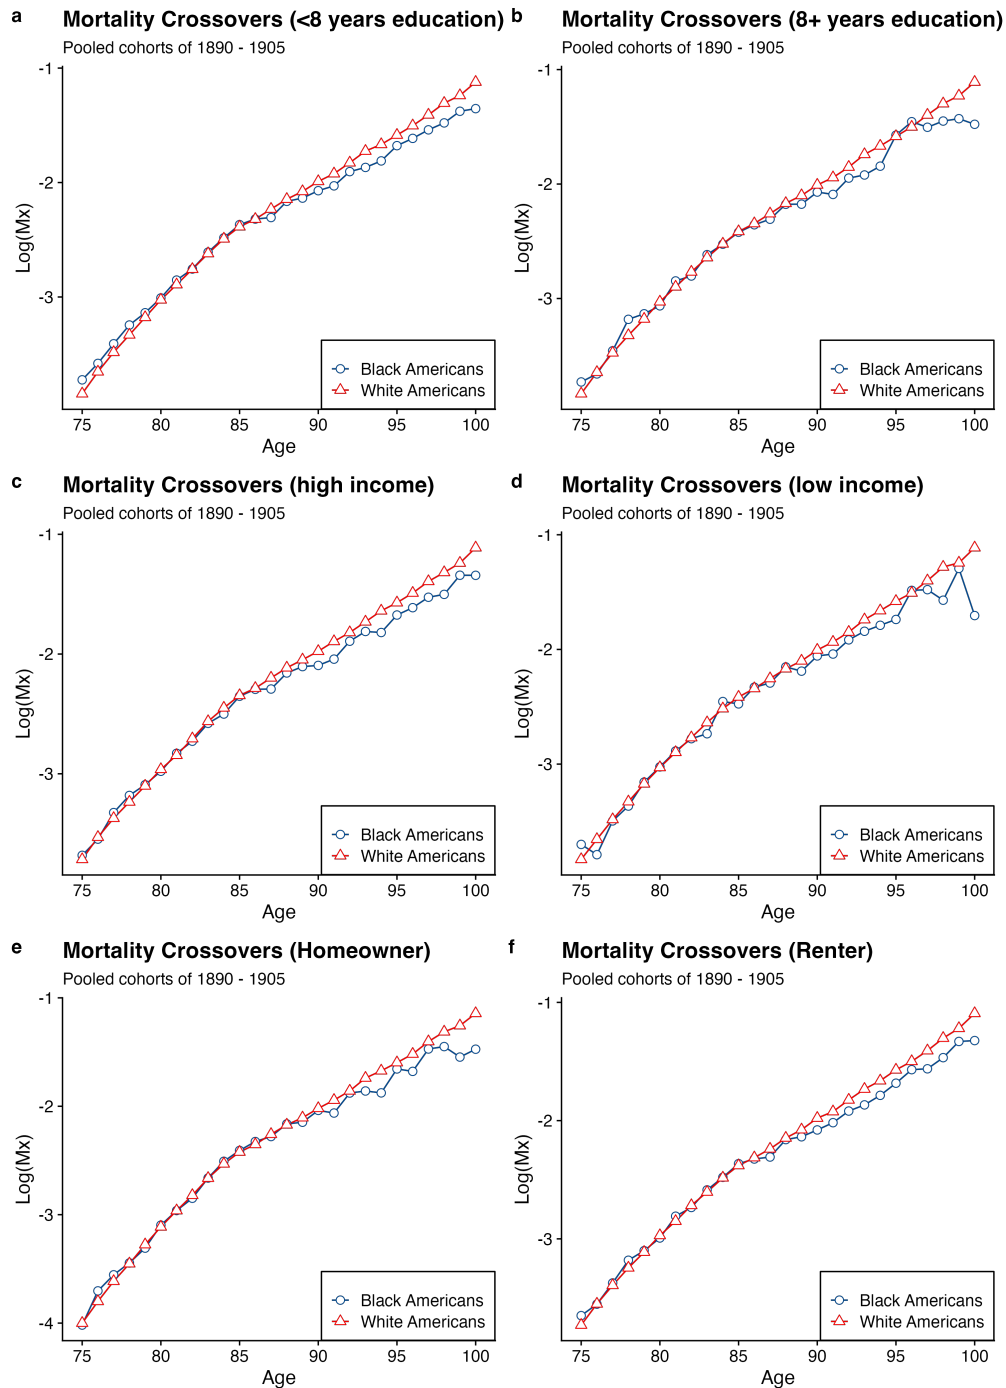 a
Mortality Crossovers (<8 years education)
Pooled cohorts of 1890 - 1905
-1
-2
-3
Log(Mx)
75 80 85 90 95 100
Age
Black Americans
White Americans
b
Mortality Crossovers (8+ years education)
Pooled cohorts of 1890 - 1905
-1
-2
-3
Log(Mx)
75 80 85 90 95 100
Age
Black Americans
White Americans
c
Mortality Crossovers (high income)
Pooled cohorts of 1890 - 1905
-1
-2
-3
Log(Mx)
75 80 85 90 95 100
Age
Black Americans
White Americans
d
Mortality Crossovers (low income)
Pooled cohorts of 1890 - 1905
-1
-2
-3
Log(Mx)
75 80 85 90 95 100
Age
Black Americans
White Americans
e
Mortality Crossovers (Homeowner)
Pooled cohorts of 1890 - 1905
-1
-2
-3
-4
Log(Mx)
75 80 85 90 95 100
Age
Black Americans
White Americans
f
Mortality Crossovers (Renter)
Pooled cohorts of 1890 - 1905
-1
-2
-3
Log(Mx)
75 80 85 90 95 100
Age
Black Americans
White Americans